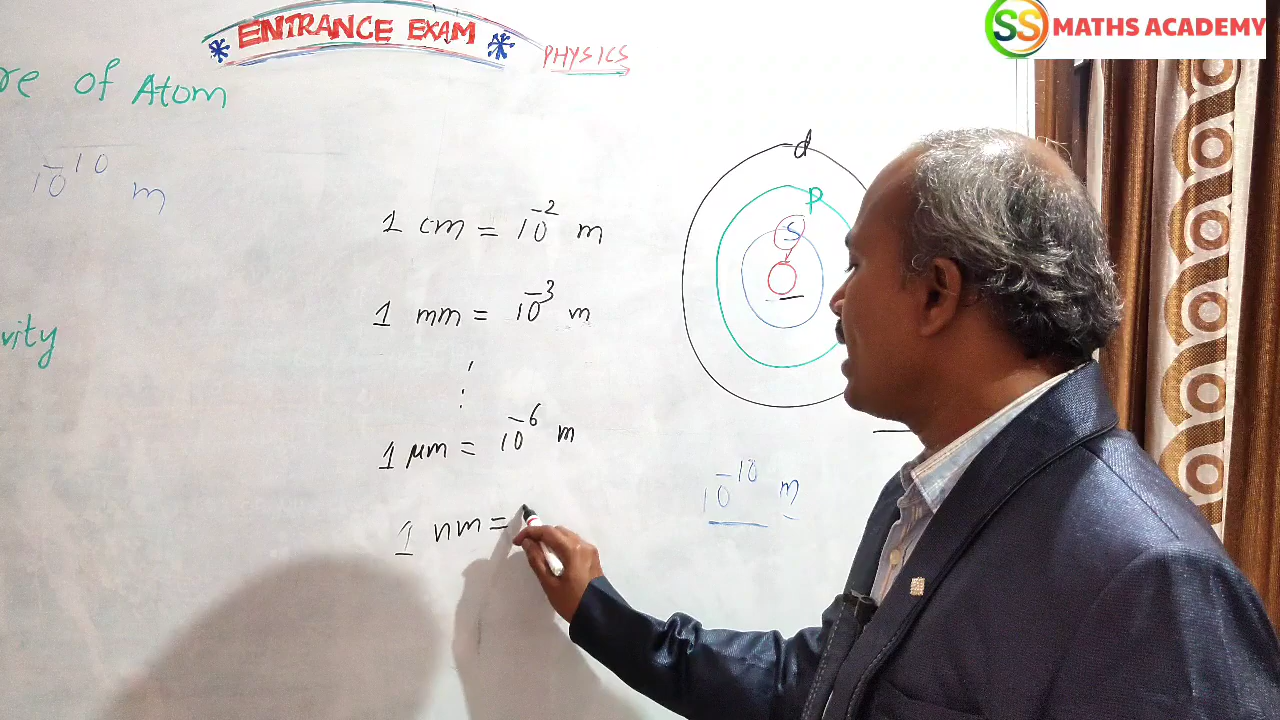 SS MATHS ACADEMY
* ENTRANCE EXAM *
PHYSICS
re of Atom
10⁻¹⁰ m
d
p
s
1 cm = 10⁻² m
1 mm = 10⁻³ m
⋮
vity
1 μm = 10⁻⁶ m
10⁻¹⁰ m
1 nm =